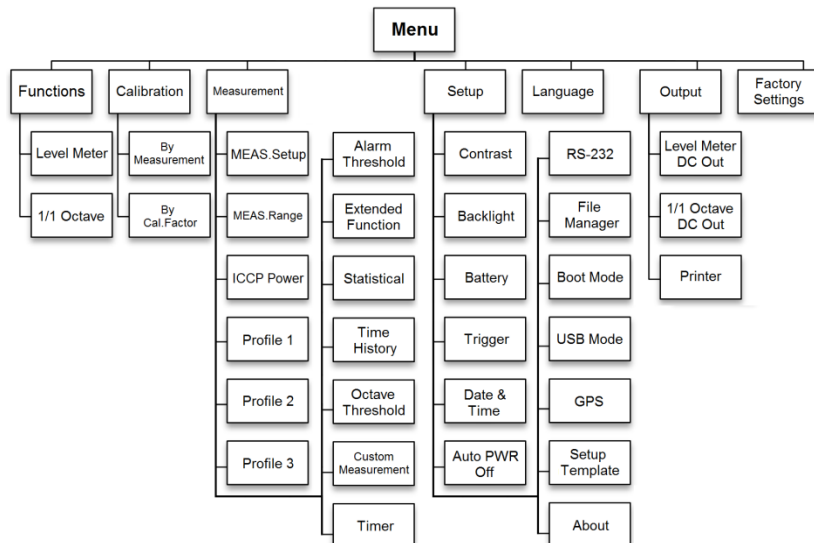 Menu
Functions
Calibration
Measurement
Setup
Language
Output
Factory
Settings
Level Meter
1/1 Octave
By
Measurement
By
Cal.Factor
MEAS.Setup
MEAS.Range
ICCP Power
Profile 1
Profile 2
Profile 3
Alarm
Threshold
Extended
Function
Statistical
Time
History
Octave
Threshold
Custom
Measurement
Timer
Contrast
Backlight
Battery
Trigger
Date &
Time
Auto PWR
Off
RS-232
File
Manager
Boot Mode
USB Mode
GPS
Setup
Template
About
Level Meter
DC Out
1/1 Octave
DC Out
Printer